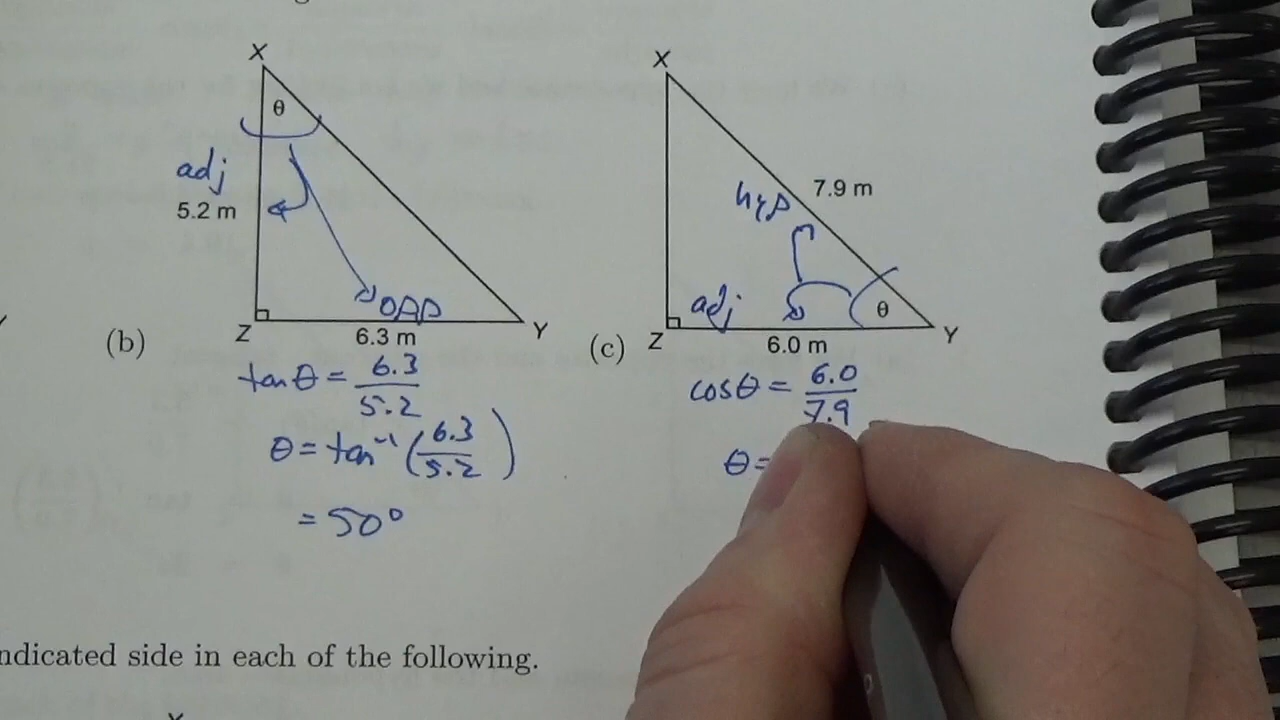 X
θ
adj
5.2 m
opp
Z
6.3 m
Y
(b)
tan θ = 6.3 / 5.2
θ = tan⁻¹ (6.3 / 5.2)
= 50°
X
7.9 m
hyp
adj
θ
Z
6.0 m
Y
(c)
cos θ = 6.0 / 7.9
θ =
ndicated side in each of the following.
X